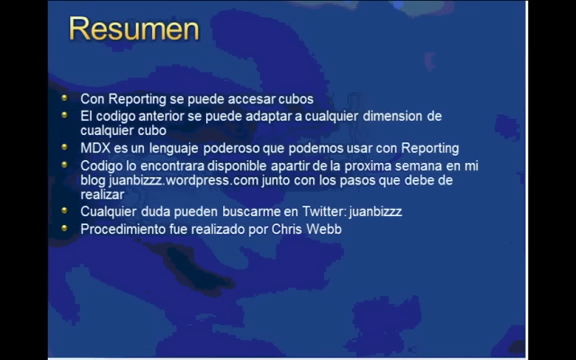 Resumen
Con Reporting se puede accesar cubos
El codigo anterior se puede adaptar a cualquier dimension de
cualquier cubo
MDX es un lenguaje poderoso que podemos usar con Reporting
Codigo lo encontrara disponible apartir de la proxima semana en mi
blog juanbizzz.wordpress.com junto con los pasos que debe de
realizar
Cualquier duda pueden buscarme en Twitter: juanbizzz
Procedimiento fue realizado por Chris Webb